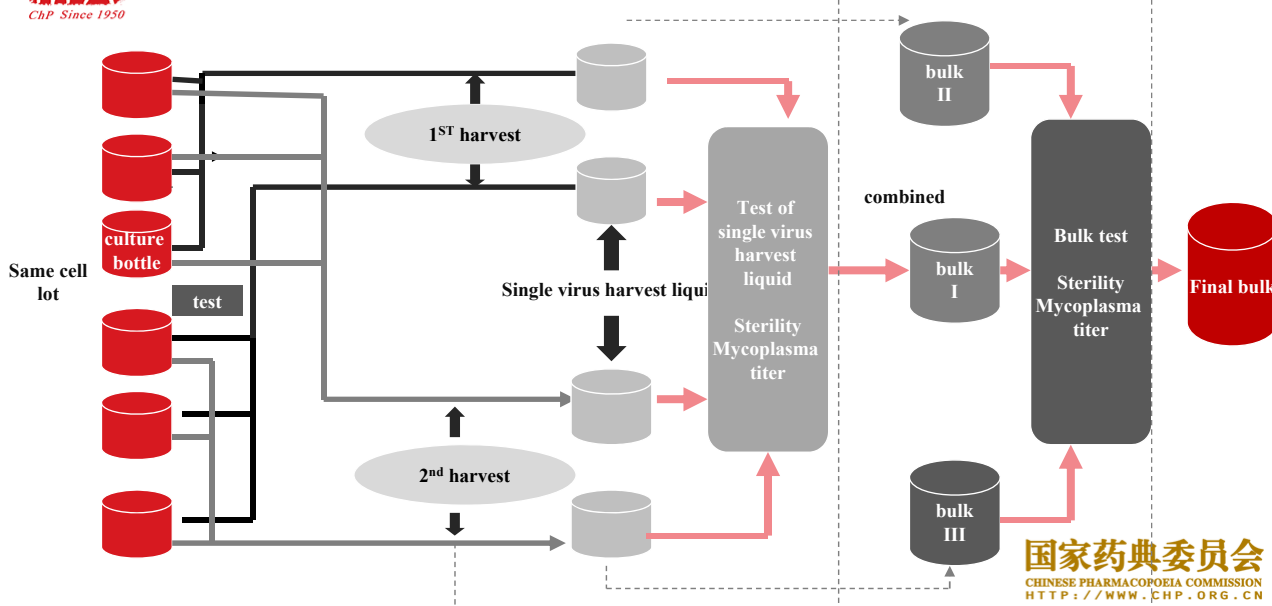 ChP Since 1950
Same cell
lot
culture
bottle
test
1ST harvest
Single virus harvest liqui
2nd harvest
Test of
single virus
harvest
liquid
Sterility
Mycoplasma
titer
combined
bulk
II
bulk
I
bulk
III
Bulk test
Sterility
Mycoplasma
titer
Final bulk
国家药典委员会
CHINESE PHARMACOPOEIA COMMISSION
HTTP://WWW.CHP.ORG.CN